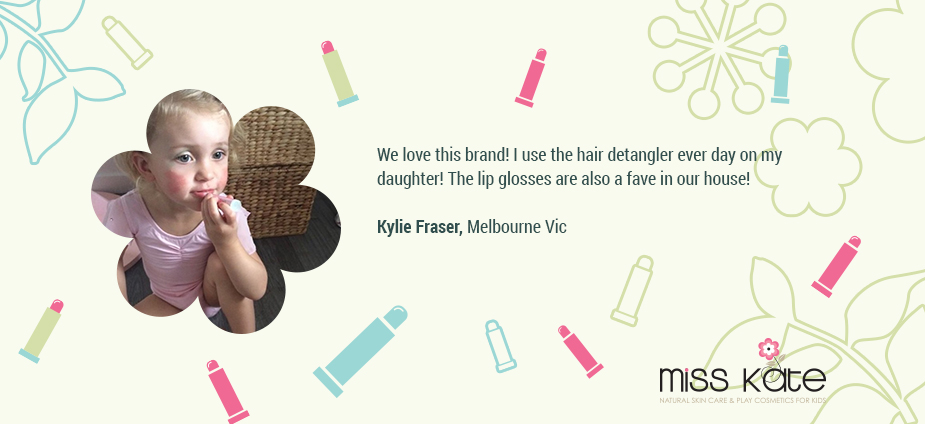 We love this brand! I use the hair detangler ever day on my
daughter! The lip glosses are also a fave in our house!
Kylie Fraser, Melbourne Vic
miss kate
NATURAL SKIN CARE & PLAY COSMETICS FOR KIDS